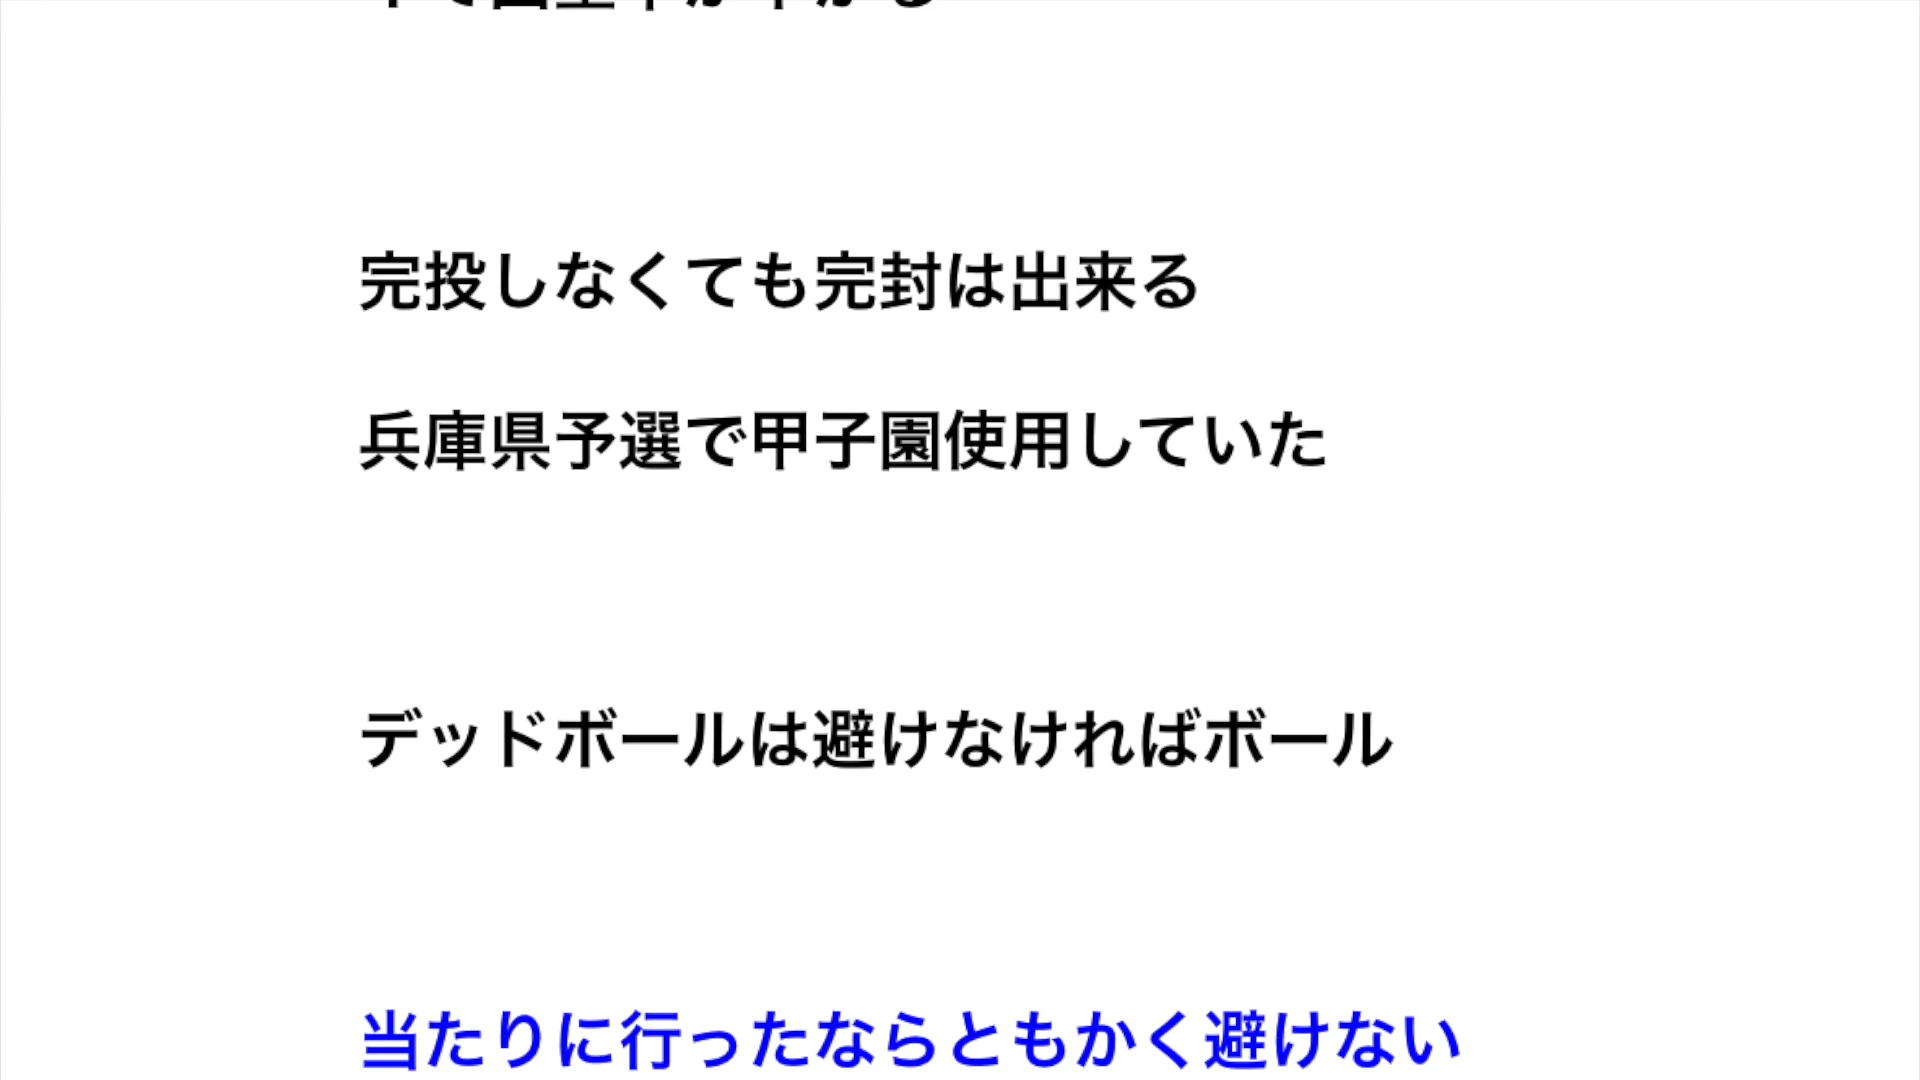 完投しなくても完封は出来る
兵庫県予選で甲子園使用していた
デッドボールは避けなければボール
当たりに行ったならともかく避けない